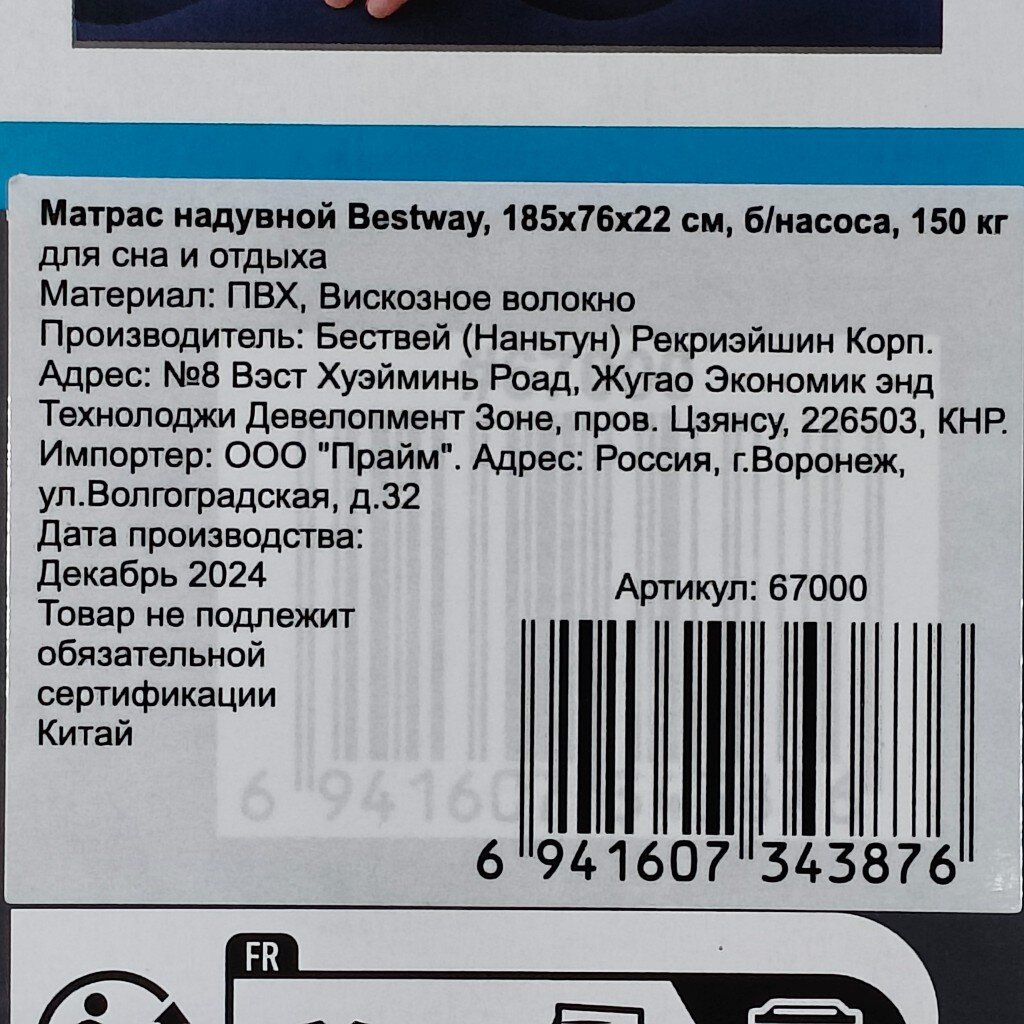 Матрас надувной Bestway, 185х76х22 см, б/насоса, 150 кг
для сна и отдыха
Материал: ПВХ, Вискозное волокно
Производитель: Бествей (Наньтун) Рекриэйшин Корп.
Адрес: №8 Вэст Хуэйминь Роад, Жугао Экономик энд
Технолоджи Девелопмент Зоне, пров. Цзянсу, 226503, КНР.
Импортер: ООО "Прайм". Адрес: Россия, г.Воронеж,
ул.Волгоградская, д.32
Дата производства:
Декабрь 2024
Товар не подлежит
обязательной
сертификации
Китай
Артикул: 67000
6 941607 343876
FR